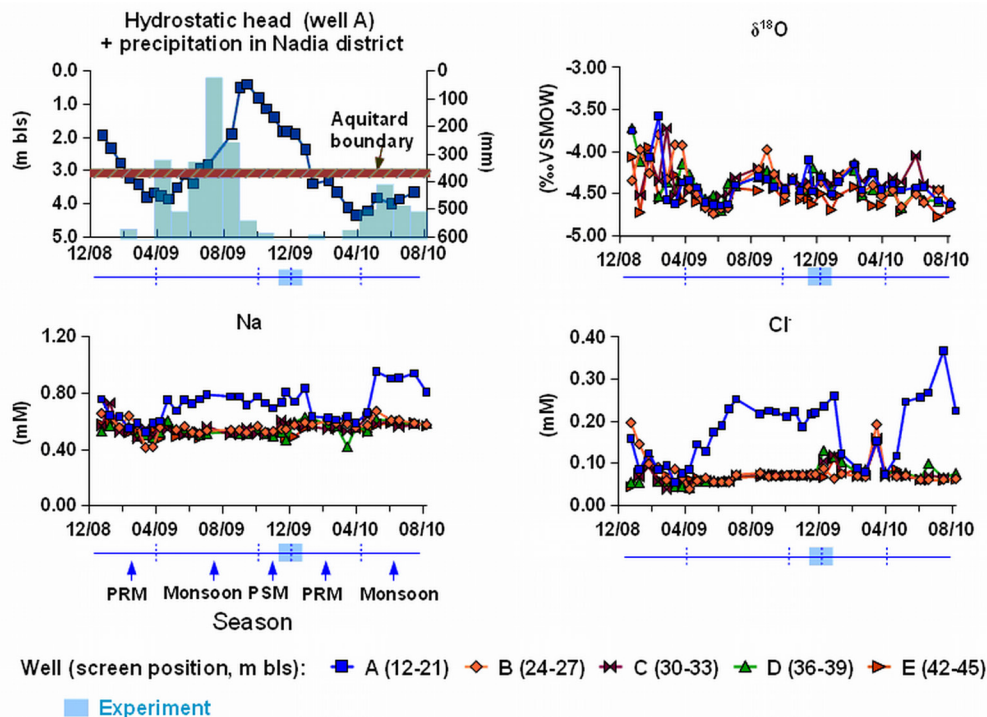 Hydrostatic head (well A)
+ precipitation in Nadia district
0.0
1.0
2.0
3.0
4.0
5.0
(m bls)
0
100
200
300
400
500
600
(mm)
Aquitard
boundary
12/08 04/09 08/09 12/09 04/10 08/10
δ¹⁸O
-3.00
-3.50
-4.00
-4.50
-5.00
(‰ V SMOW)
12/08 04/09 08/09 12/09 04/10 08/10
Na
1.20
0.80
0.40
0.00
(mM)
12/08 04/09 08/09 12/09 04/10 08/10
PRM Monsoon PSM PRM Monsoon
Season
Cl⁻
0.40
0.30
0.20
0.10
0.00
(mM)
12/08 04/09 08/09 12/09 04/10 08/10
Well (screen position, m bls): A (12-21) B (24-27) C (30-33) D (36-39) E (42-45)
Experiment